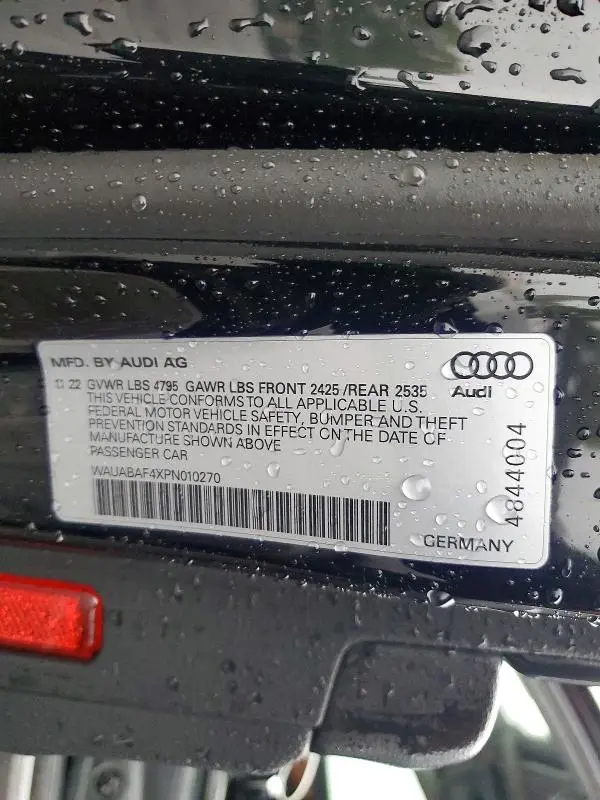 MFD. BY AUDI AG
GVWR LBS 4795 GAWR LBS FRONT 2425 /REAR 2535
THIS VEHICLE CONFORMS TO ALL APPLICABLE U.S.
FEDERAL MOTOR VEHICLE SAFETY, BUMPER AND THEFT
PREVENTION STANDARDS IN EFFECT ON THE DATE OF
MANUFACTURE SHOWN ABOVE
PASSENGER CAR
WAUABAF4XPN010270
Audi
4844004
GERMANY